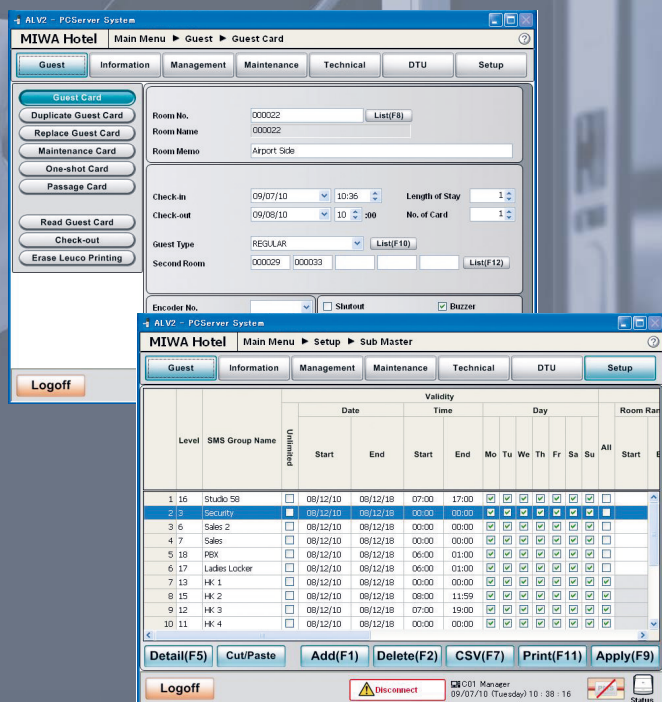 ALV2 - PCServer System
MIWA Hotel Main Menu ► Guest ► Guest Card
Guest Information Management Maintenance Technical DTU Setup
Guest Card
Duplicate Guest Card
Replace Guest Card
Maintenance Card
One-shot Card
Passage Card
Read Guest Card
Check-out
Erase Leuco Printing
Logoff
Room No. 000022 List(F8)
Room Name 000022
Room Memo Airport Side
Check-in 09/07/10 10:36 Length of Stay 1
Check-out 09/08/10 10 :00 No. of Card 1
Guest Type REGULAR List(F10)
Second Room 000029 000033 List(F12)
Encoder No. Shutout Buzzer
ALV2 - PCServer System
MIWA Hotel Main Menu ► Setup ► Sub Master
Guest Information Management Maintenance Technical DTU Setup
Validity
Date Time Day Room Ran
Level SMS Group Name Unlimited Start End Start End Mo Tu We Th Fr Sa Su All Start E
1 16 Studio 58 08/12/10 08/12/18 07:00 17:00
2 3 Security 08/12/10 08/12/18 00:00 00:00
3 6 Sales 2 08/12/10 08/12/18 00:00 00:00
4 7 Sales 08/12/10 08/12/18 00:00 00:00
5 18 PBX 08/12/10 08/12/18 06:00 01:00
6 17 Ladies Locker 08/12/10 08/12/18 06:00 01:00
7 13 HK 1 08/12/10 08/12/18 00:00 00:00
8 15 HK 2 08/12/10 08/12/18 08:00 11:59
9 12 HK 3 08/12/10 08/12/18 07:00 19:00
10 11 HK 4 08/12/10 08/12/18 00:00 00:00
Detail(F5) Cut/Paste Add(F1) Delete(F2) CSV(F7) Print(F11) Apply(F9)
Logoff Disconnect C01 Manager
09/07/10 (Tuesday) 10 : 38 : 16
Status